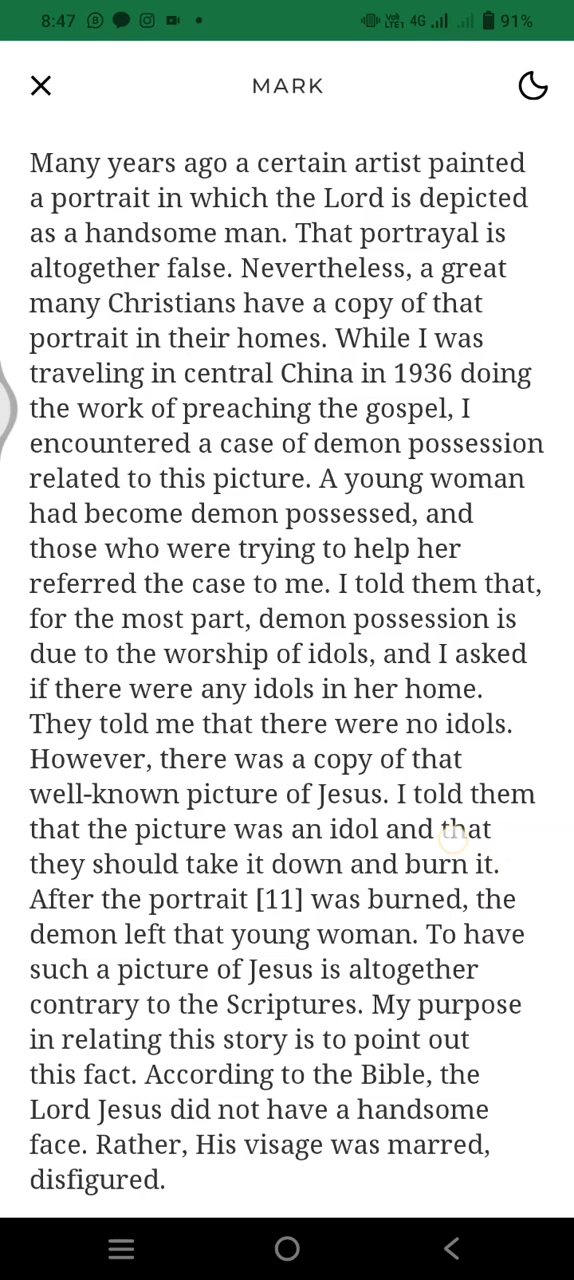 8:47
Vo))
LTE1
4G
91%
MARK
Many years ago a certain artist painted
a portrait in which the Lord is depicted
as a handsome man. That portrayal is
altogether false. Nevertheless, a great
many Christians have a copy of that
portrait in their homes. While I was
traveling in central China in 1936 doing
the work of preaching the gospel, I
encountered a case of demon possession
related to this picture. A young woman
had become demon possessed, and
those who were trying to help her
referred the case to me. I told them that,
for the most part, demon possession is
due to the worship of idols, and I asked
if there were any idols in her home.
They told me that there were no idols.
However, there was a copy of that
well-known picture of Jesus. I told them
that the picture was an idol and that
they should take it down and burn it.
After the portrait [11] was burned, the
demon left that young woman. To have
such a picture of Jesus is altogether
contrary to the Scriptures. My purpose
in relating this story is to point out
this fact. According to the Bible, the
Lord Jesus did not have a handsome
face. Rather, His visage was marred,
disfigured.